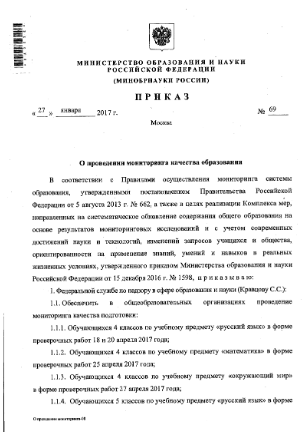 МИНИСТЕРСТВО ОБРАЗОВАНИЯ И НАУКИ
РОССИЙСКОЙ ФЕДЕРАЦИИ
(МИНОБРНАУКИ РОССИИ)
ПРИКАЗ
« 27 » января 2017 г. № 69
Москва
О проведении мониторинга качества образования
В соответствии с Правилами осуществления мониторинга системы
образования, утвержденными постановлением Правительства Российской
Федерации от 5 августа 2013 г. № 662, а также в целях реализации Комплекса мер,
направленных на систематическое обновление содержания общего образования на
основе результатов мониторинговых исследований и с учетом современных
достижений науки и технологий, изменений запросов учащихся и общества,
ориентированности на применение знаний, умений и навыков в реальных
жизненных условиях, утвержденного приказом Министерства образования и науки
Российской Федерации от 15 декабря 2016 г. № 1598, п р и к а з ы в а ю:
1. Федеральной службе по надзору в сфере образования и науки (Кравцову С.С.):
1.1. Обеспечить в общеобразовательных организациях проведение
мониторинга качества подготовки:
1.1.1. Обучающихся 4 классов по учебному предмету «русский язык» в форме
проверочных работ 18 и 20 апреля 2017 года;
1.1.2. Обучающихся 4 классов по учебному предмету «математика» в форме
проверочных работ 25 апреля 2017 года;
1.1.3. Обучающихся 4 классов по учебному предмету «окружающий мир»
в форме проверочных работ 27 апреля 2017 года;
1.1.4. Обучающихся 5 классов по учебному предмету «русский язык» в форме